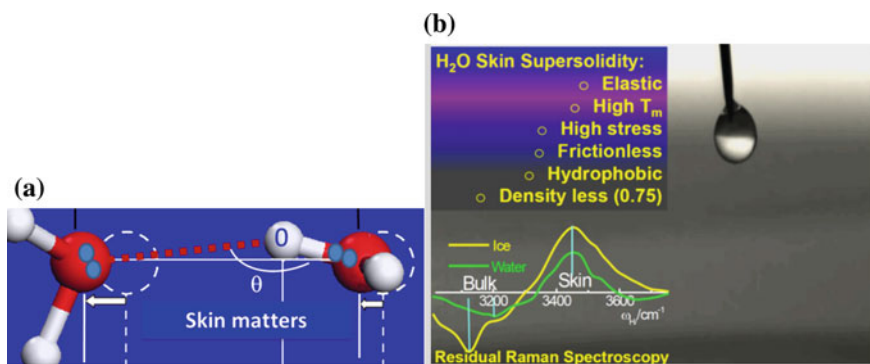 (a)
0
θ
Skin matters
(b)
H₂O Skin Supersolidity:
○ Elastic
○ High Tₘ
○ High stress
○ Frictionless
○ Hydrophobic
○ Density less (0.75)
Ice
Water
Bulk
Skin
3200 3400 3600
ω_H/cm⁻¹
Residual Raman Spectroscopy